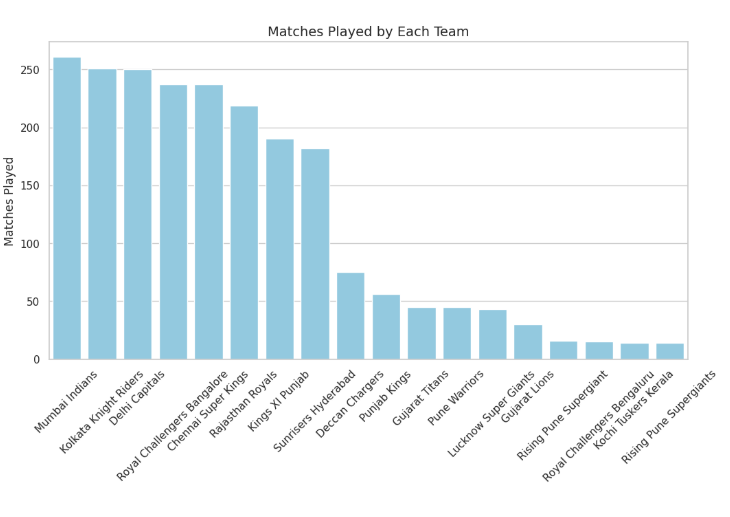 Matches Played by Each Team
Matches Played
250
200
150
100
50
0
Mumbai Indians
Kolkata Knight Riders
Delhi Capitals
Royal Challengers Bangalore
Chennai Super Kings
Rajasthan Royals
Kings XI Punjab
Sunrisers Hyderabad
Deccan Chargers
Punjab Kings
Gujarat Titans
Pune Warriors
Lucknow Super Giants
Gujarat Lions
Rising Pune Supergiant
Royal Challengers Bengaluru
Kochi Tuskers Kerala
Rising Pune Supergiants